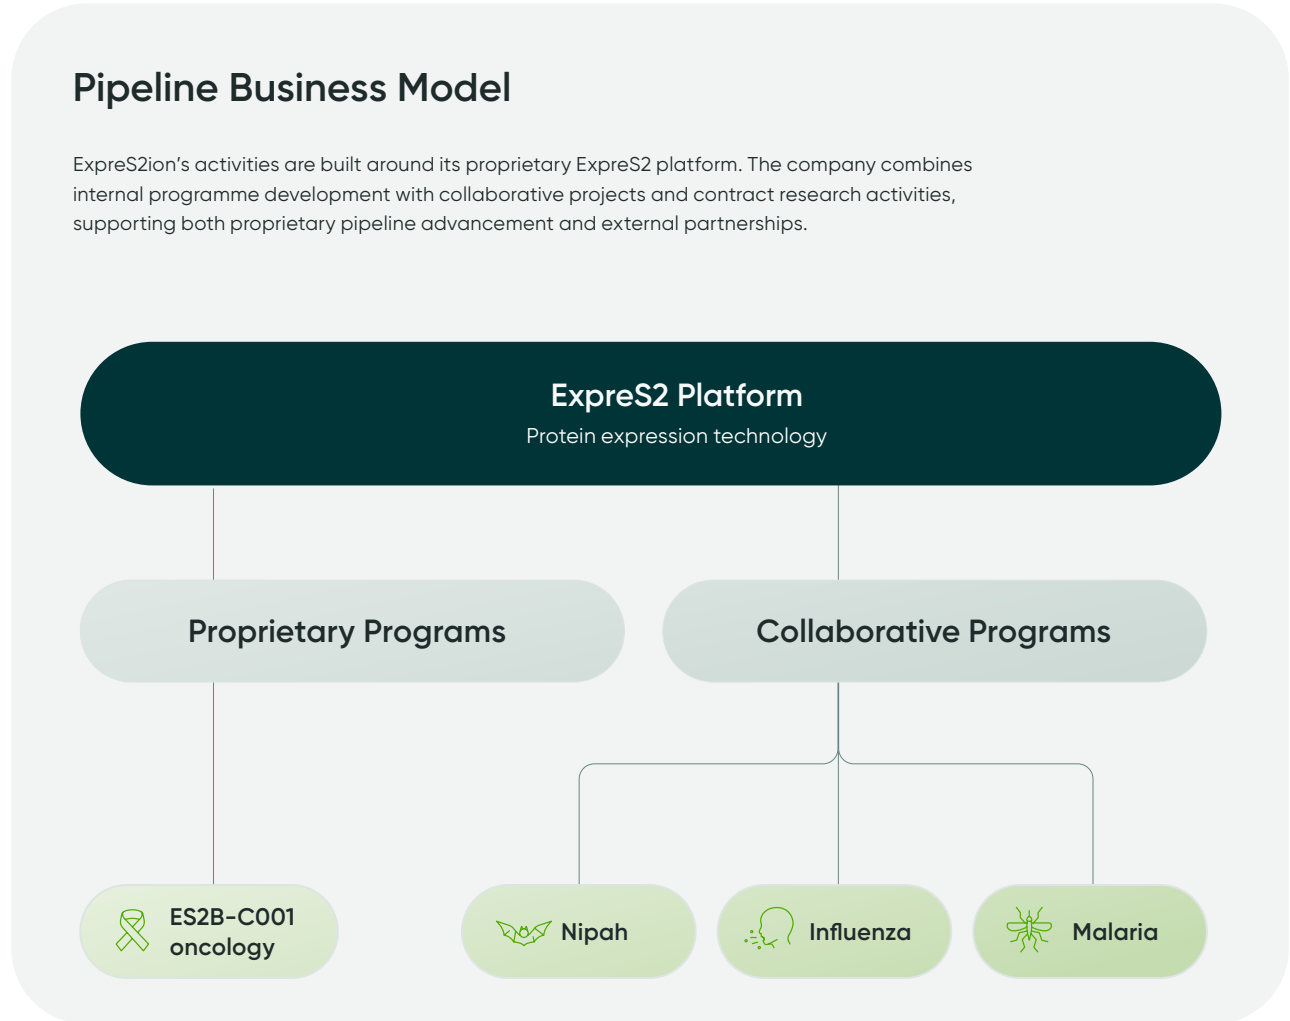 Pipeline Business Model
ExpreS2ion’s activities are built around its proprietary ExpreS2 platform. The company combines
internal programme development with collaborative projects and contract research activities,
supporting both proprietary pipeline advancement and external partnerships.
ExpreS2 Platform
Protein expression technology
Proprietary Programs
Collaborative Programs
ES2B-C001
oncology
Nipah
Influenza
Malaria